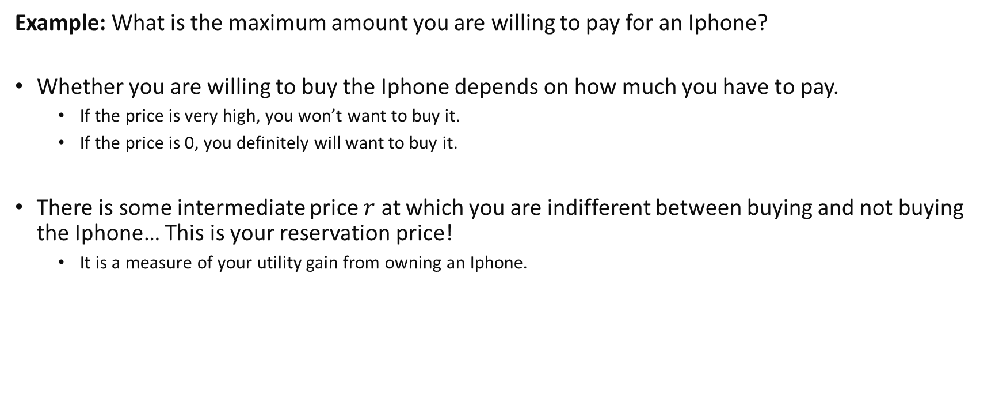 Example: What is the maximum amount you are willing to pay for an Iphone?
• Whether you are willing to buy the Iphone depends on how much you have to pay.
• If the price is very high, you won’t want to buy it.
• If the price is 0, you definitely will want to buy it.
• There is some intermediate price r at which you are indifferent between buying and not buying
the Iphone… This is your reservation price!
• It is a measure of your utility gain from owning an Iphone.